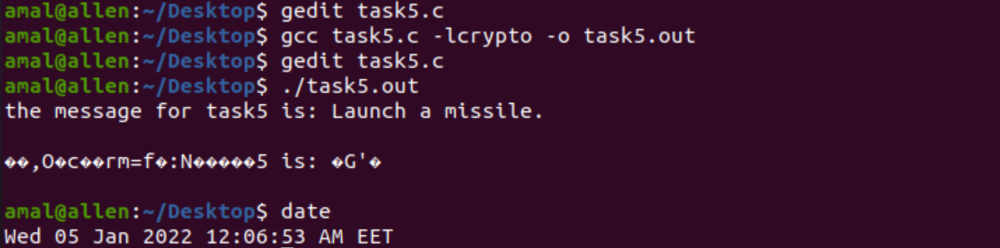 amal@allen:~/Desktop$ gedit task5.c
amal@allen:~/Desktop$ gcc task5.c -lcrypto -o task5.out
amal@allen:~/Desktop$ gedit task5.c
amal@allen:~/Desktop$ ./task5.out
the message for task5 is: Launch a missile.
��,O�c��rm=f�:N�����5 is: �G'�
amal@allen:~/Desktop$ date
Wed 05 Jan 2022 12:06:53 AM EET